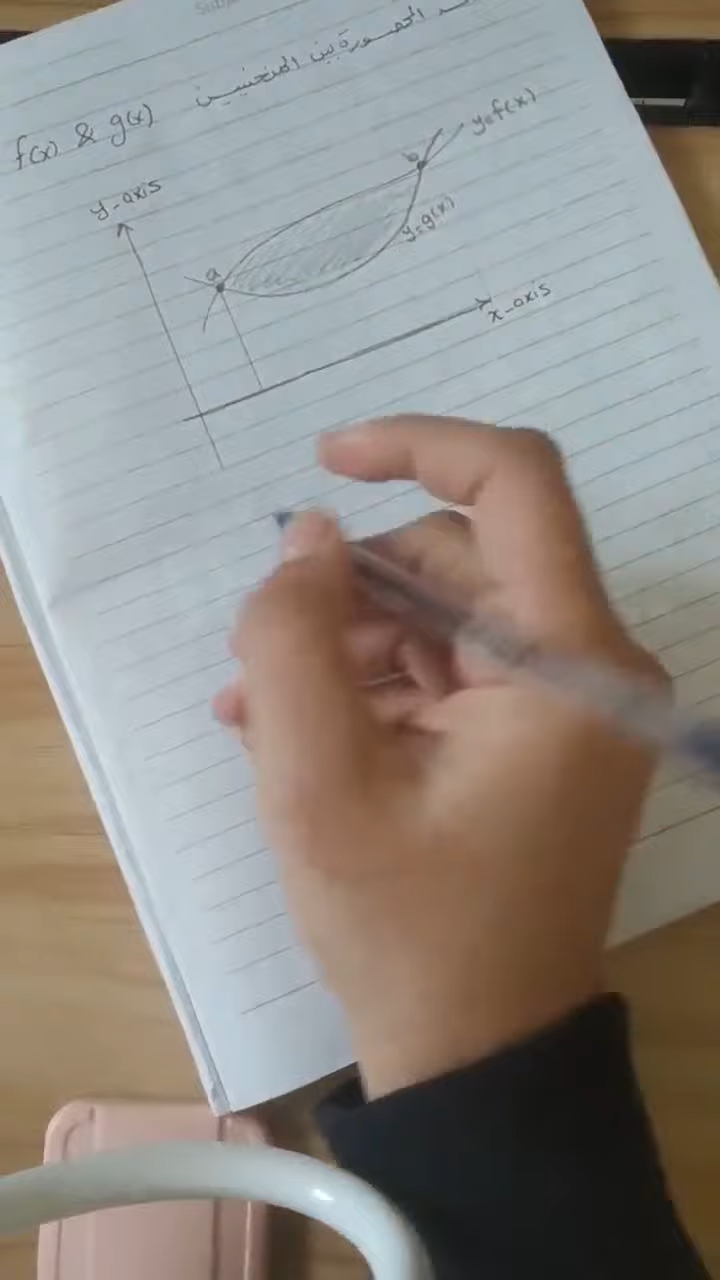 المحصورة بين المنحنيين
f(x) & g(x)
y-axis
y=f(x)
b
y=g(x)
a
x-axis